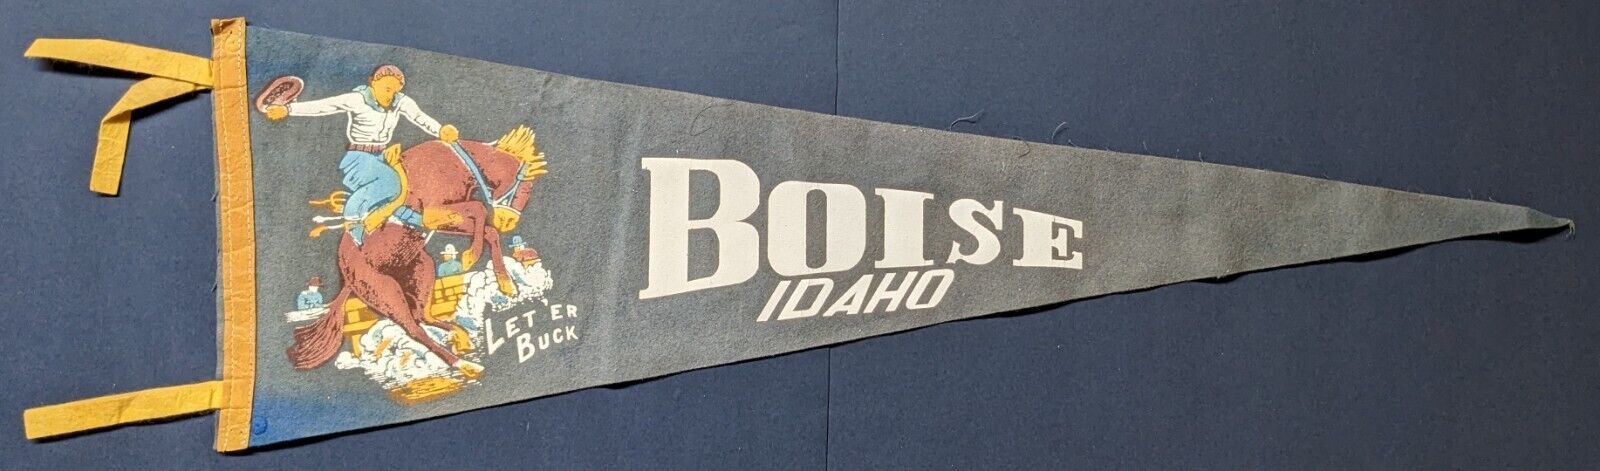 LET 'ER
BUCK
BOISE
IDAHO